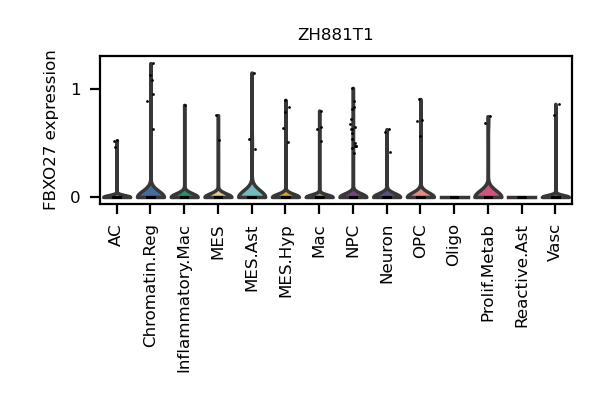 ZH881T1
FBXO27 expression
1
0
AC
Chromatin.Reg
Inflammatory.Mac
MES
MES.Ast
MES.Hyp
Mac
NPC
Neuron
OPC
Oligo
Prolif.Metab
Reactive.Ast
Vasc